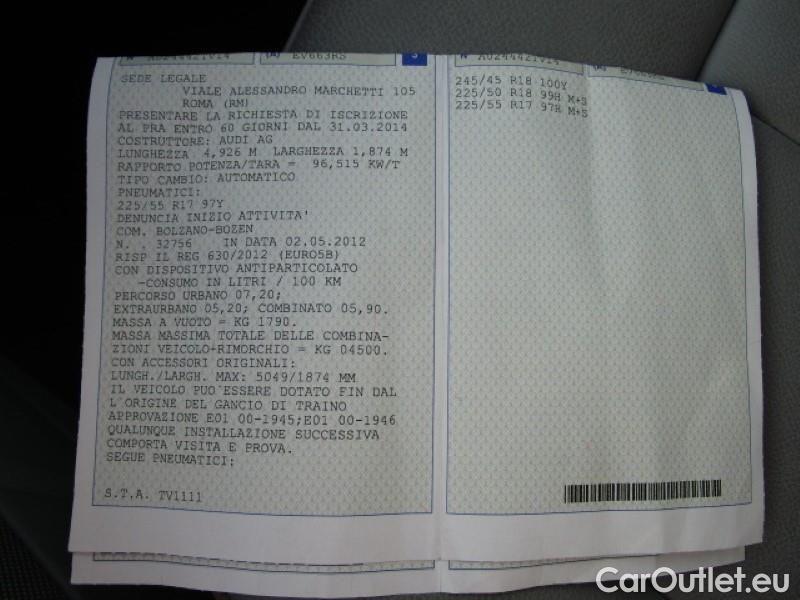 N A0244421V14 (A) EV663RS 3
SEDE LEGALE
VIALE ALESSANDRO MARCHETTI 105
ROMA (RM)
PRESENTARE LA RICHIESTA DI ISCRIZIONE
AL PRA ENTRO 60 GIORNI DAL 31.03.2014
COSTRUTTORE: AUDI AG
LUNGHEZZA 4,926 M LARGHEZZA 1,874 M
RAPPORTO POTENZA/TARA = 96,515 KW/T
TIPO CAMBIO: AUTOMATICO
PNEUMATICI:
225/55 R17 97Y
DENUNCIA INIZIO ATTIVITA'
COM. BOLZANO-BOZEN
N. . 32756 IN DATA 02.05.2012
RISP IL REG 630/2012 (EURO5B)
CON DISPOSITIVO ANTIPARTICOLATO
-CONSUMO IN LITRI / 100 KM
PERCORSO URBANO 07,20;
EXTRAURBANO 05,20; COMBINATO 05,90.
MASSA A VUOTO = KG 1790.
MASSA MASSIMA TOTALE DELLE COMBINA-
ZIONI VEICOLO+RIMORCHIO = KG 04500.
CON ACCESSORI ORIGINALI:
LUNGH./LARGH. MAX: 5049/1874 MM
IL VEICOLO PUO'ESSERE DOTATO FIN DAL
L'ORIGINE DEL GANCIO DI TRAINO
APPROVAZIONE E01 00-1945;E01 00-1946
QUALUNQUE INSTALLAZIONE SUCCESSIVA
COMPORTA VISITA E PROVA.
SEGUE PNEUMATICI:
S.T.A. TV1111
N A0244421V14 (A)
245/45 R18 100Y
225/50 R18 99H M+S
225/55 R17 97H M+S
CarOutlet.eu